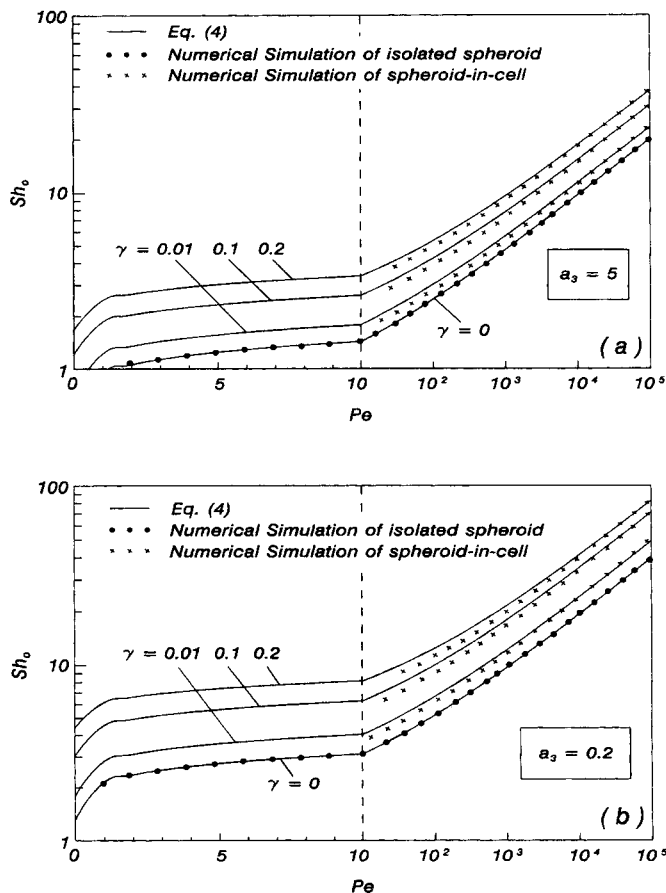 100
— Eq. (4)
• • • Numerical Simulation of isolated spheroid
× × × Numerical Simulation of spheroid-in-cell
10
Sh₀
γ = 0.01 0.1 0.2
a₃ = 5
γ = 0
(a)
1
0 5 10 10² 10³ 10⁴ 10⁵
Pe
100
— Eq. (4)
• • • Numerical Simulation of isolated spheroid
× × × Numerical Simulation of spheroid-in-cell
10
Sh₀
γ = 0.01 0.1 0.2
a₃ = 0.2
γ = 0
(b)
1
0 5 10 10² 10³ 10⁴ 10⁵
Pe